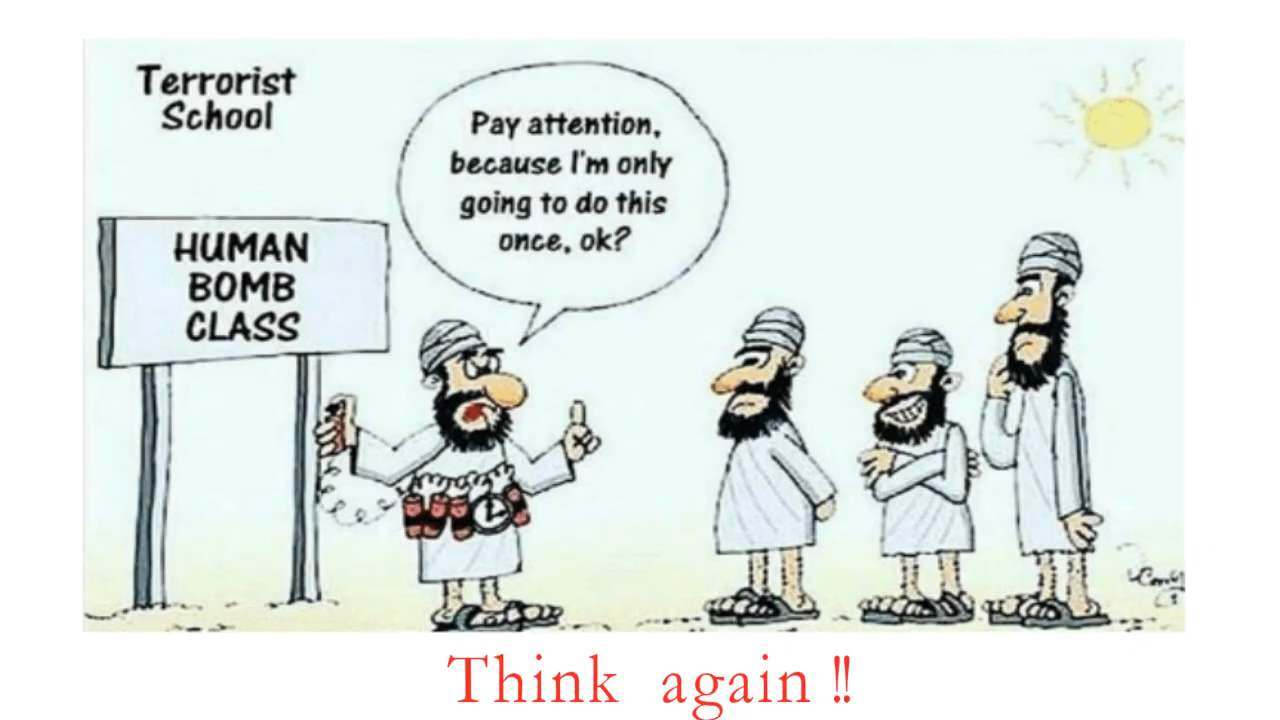 Terrorist
School
HUMAN
BOMB
CLASS
Pay attention,
because I'm only
going to do this
once, ok?
Think again !!